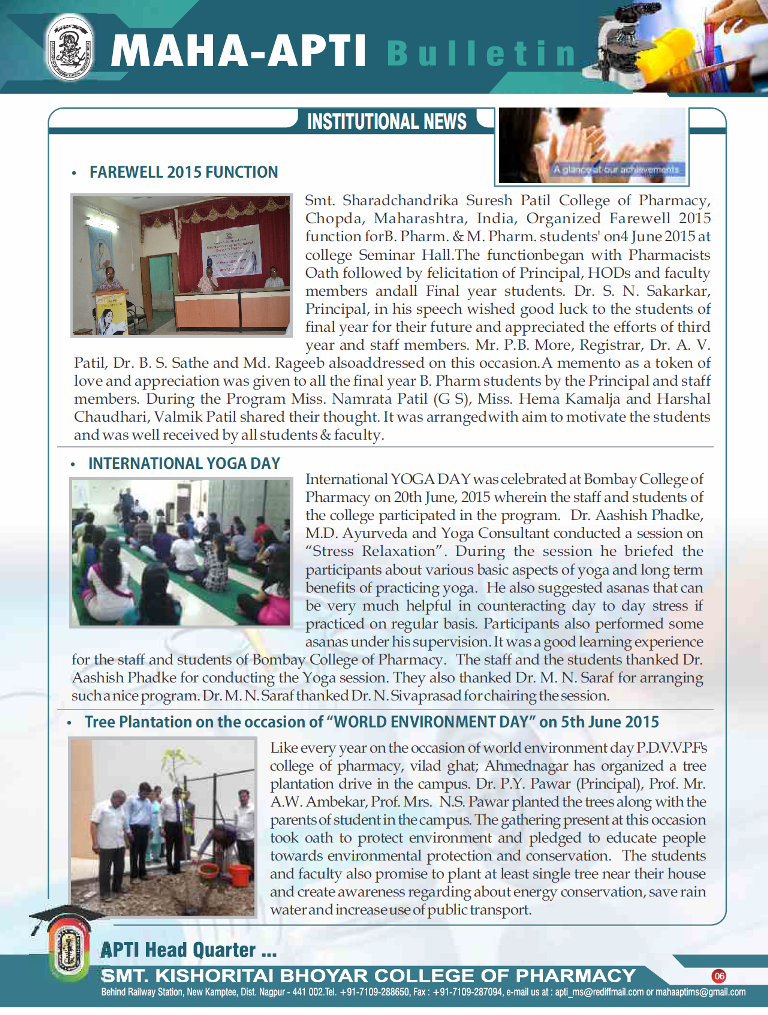 MAHA-APTI Bulletin
INSTITUTIONAL NEWS
A glance at our achievements
• FAREWELL 2015 FUNCTION
Smt. Sharadchandrika Suresh Patil College of Pharmacy,
Chopda, Maharashtra, India, Organized Farewell 2015
function forB. Pharm. & M. Pharm. students' on4 June 2015 at
college Seminar Hall.The functionbegan with Pharmacists
Oath followed by felicitation of Principal, HODs and faculty
members andall Final year students. Dr. S. N. Sakarkar,
Principal, in his speech wished good luck to the students of
final year for their future and appreciated the efforts of third
year and staff members. Mr. P.B. More, Registrar, Dr. A. V.
Patil, Dr. B. S. Sathe and Md. Rageeb alsoaddressed on this occasion.A memento as a token of
love and appreciation was given to all the final year B. Pharm students by the Principal and staff
members. During the Program Miss. Namrata Patil (G S), Miss. Hema Kamalja and Harshal
Chaudhari, Valmik Patil shared their thought. It was arrangedwith aim to motivate the students
and was well received by all students & faculty.
• INTERNATIONAL YOGA DAY
International YOGA DAY was celebrated at Bombay College of
Pharmacy on 20th June, 2015 wherein the staff and students of
the college participated in the program. Dr. Aashish Phadke,
M.D. Ayurveda and Yoga Consultant conducted a session on
“Stress Relaxation”. During the session he briefed the
participants about various basic aspects of yoga and long term
benefits of practicing yoga. He also suggested asanas that can
be very much helpful in counteracting day to day stress if
practiced on regular basis. Participants also performed some
asanas under his supervision. It was a good learning experience
for the staff and students of Bombay College of Pharmacy. The staff and the students thanked Dr.
Aashish Phadke for conducting the Yoga session. They also thanked Dr. M. N. Saraf for arranging
such a nice program. Dr. M. N. Saraf thanked Dr. N. Sivaprasad for chairing the session.
• Tree Plantation on the occasion of “WORLD ENVIRONMENT DAY” on 5th June 2015
Like every year on the occasion of world environment day P.D.V.V.P.F's
college of pharmacy, vilad ghat; Ahmednagar has organized a tree
plantation drive in the campus. Dr. P.Y. Pawar (Principal), Prof. Mr.
A.W. Ambekar, Prof. Mrs. N.S. Pawar planted the trees along with the
parents of student in the campus. The gathering present at this occasion
took oath to protect environment and pledged to educate people
towards environmental protection and conservation. The students
and faculty also promise to plant at least single tree near their house
and create awareness regarding about energy conservation, save rain
water and increase use of public transport.
APTI Head Quarter ...
SMT. KISHORITAI BHOYAR COLLEGE OF PHARMACY
06
Behind Railway Station, New Kamptee, Dist. Nagpur - 441 002.Tel. +91-7109-288650, Fax : +91-7109-287094, e-mail us at : apti_ms@rediffmail.com or mahaaptims@gmail.com